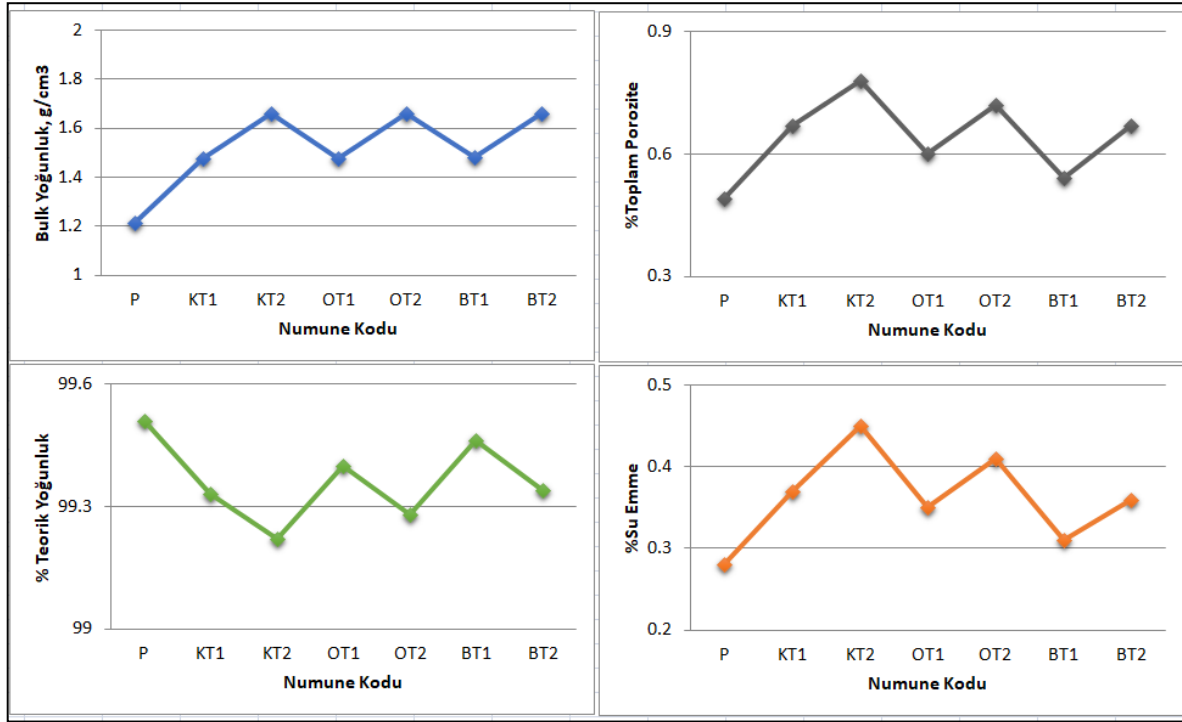 Bulk Yoğunluk, g/cm3
2
1.8
1.6
1.4
1.2
1
P KT1 KT2 OT1 OT2 BT1 BT2
Numune Kodu
%Toplam Porozite
0.9
0.6
0.3
P KT1 KT2 OT1 OT2 BT1 BT2
Numune Kodu
% Teorik Yoğunluk
99.6
99.3
99
P KT1 KT2 OT1 OT2 BT1 BT2
Numune Kodu
%Su Emme
0.5
0.4
0.3
0.2
P KT1 KT2 OT1 OT2 BT1 BT2
Numune Kodu